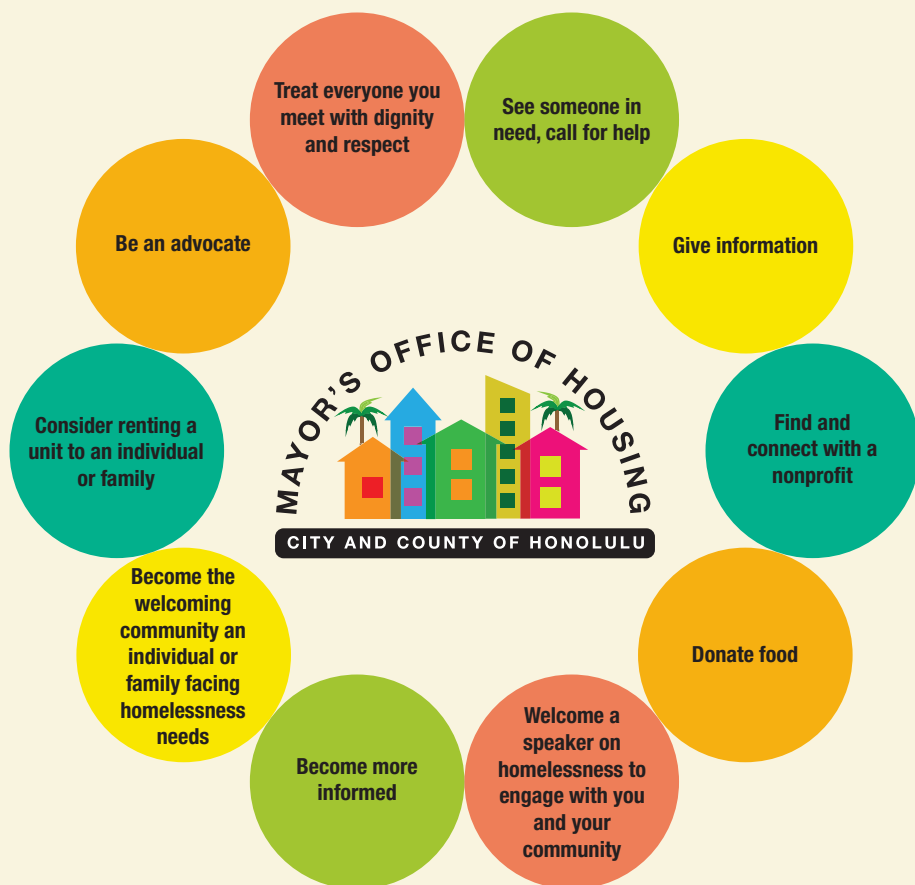 Treat everyone you
meet with dignity
and respect
See someone in
need, call for help
Be an advocate
Give information
MAYOR'S OFFICE OF HOUSING
CITY AND COUNTY OF HONOLULU
Consider renting a
unit to an individual
or family
Find and
connect with a
nonprofit
Become the
welcoming
community an
individual or
family facing
homelessness
needs
Donate food
Become more
informed
Welcome a
speaker on
homelessness to
engage with you
and your
community